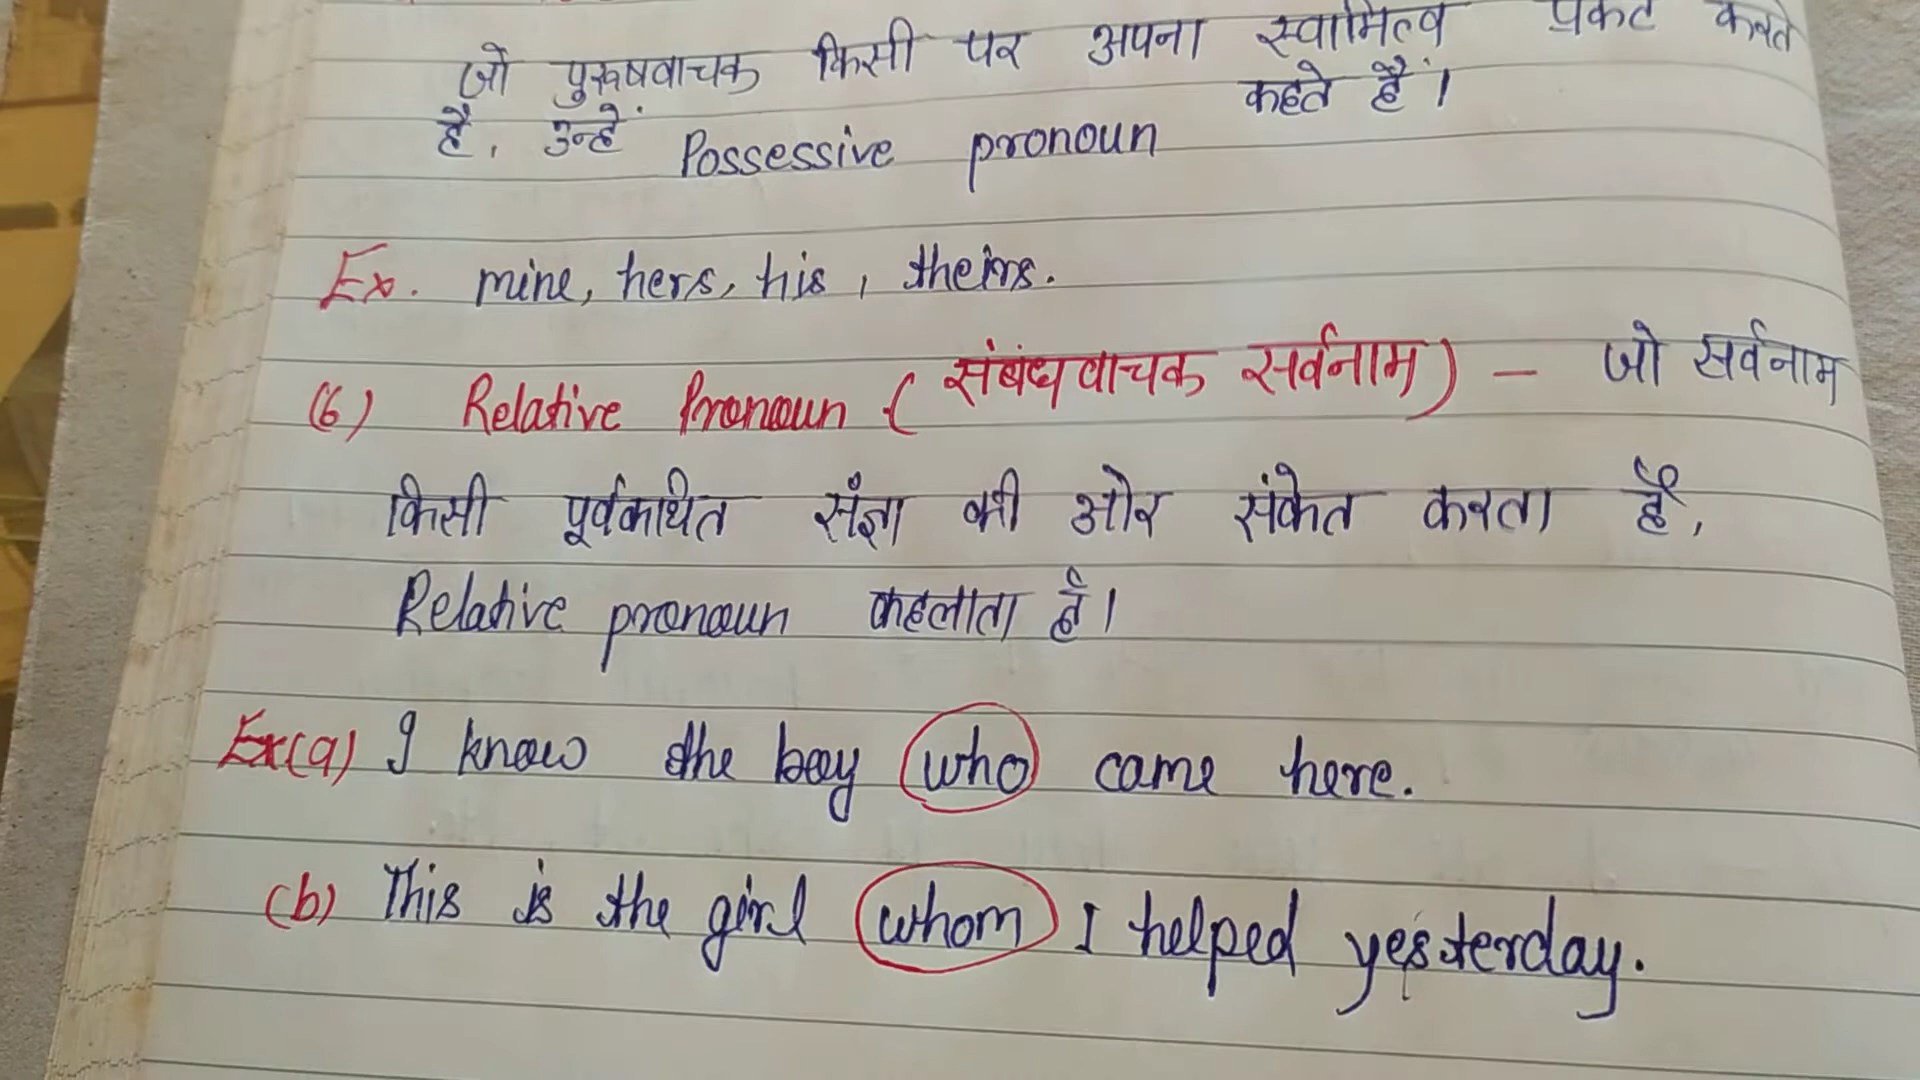 जो पुरुषवाचक किसी पर अपना स्वामित्व प्रकट करते
हैं, उन्हें Possessive pronoun कहते हैं।
Ex. mine, hers, his, theirs.
(6) Relative Pronoun (संबंधवाचक सर्वनाम) - जो सर्वनाम
किसी पूर्वकथित संज्ञा की ओर संकेत करता है,
Relative pronoun कहलाता है।
Ex(a) I know the boy who came here.
(b) This is the girl whom I helped yesterday.